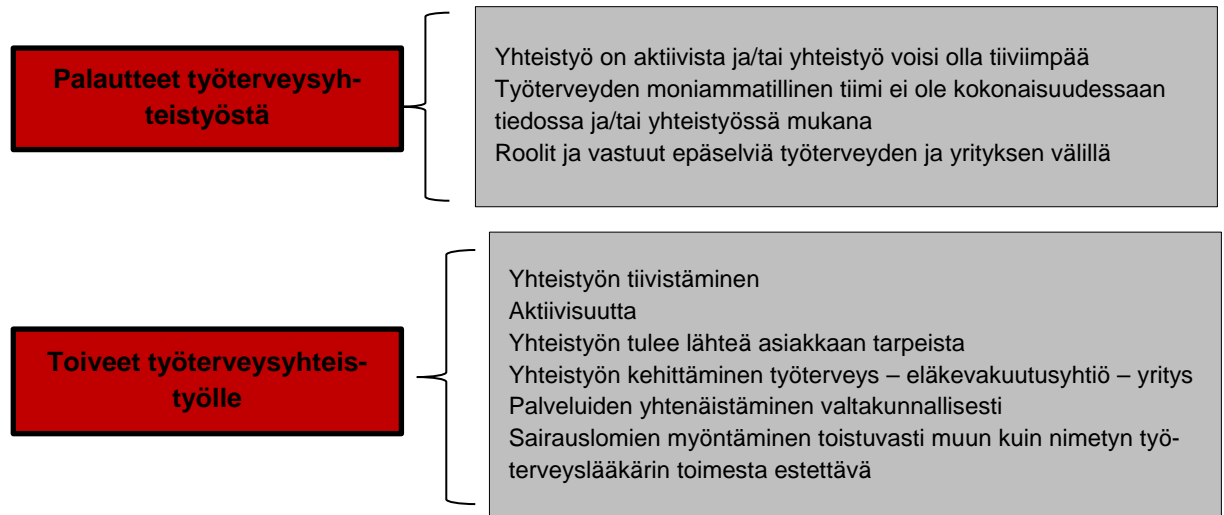 Palautteet työterveysyh-
teistyöstä
Yhteistyö on aktiivista ja/tai yhteistyö voisi olla tiiviimpää
Työterveyden moniammatillinen tiimi ei ole kokonaisuudessaan
tiedossa ja/tai yhteistyössä mukana
Roolit ja vastuut epäselviä työterveyden ja yrityksen välillä
Toiveet työterveysyhteis-
työlle
Yhteistyön tiivistäminen
Aktiivisuutta
Yhteistyön tulee lähteä asiakkaan tarpeista
Yhteistyön kehittäminen työterveys – eläkevakuutusyhtiö – yritys
Palveluiden yhtenäistäminen valtakunnallisesti
Sairauslomien myöntäminen toistuvasti muun kuin nimetyn työ-
terveyslääkärin toimesta estettävä